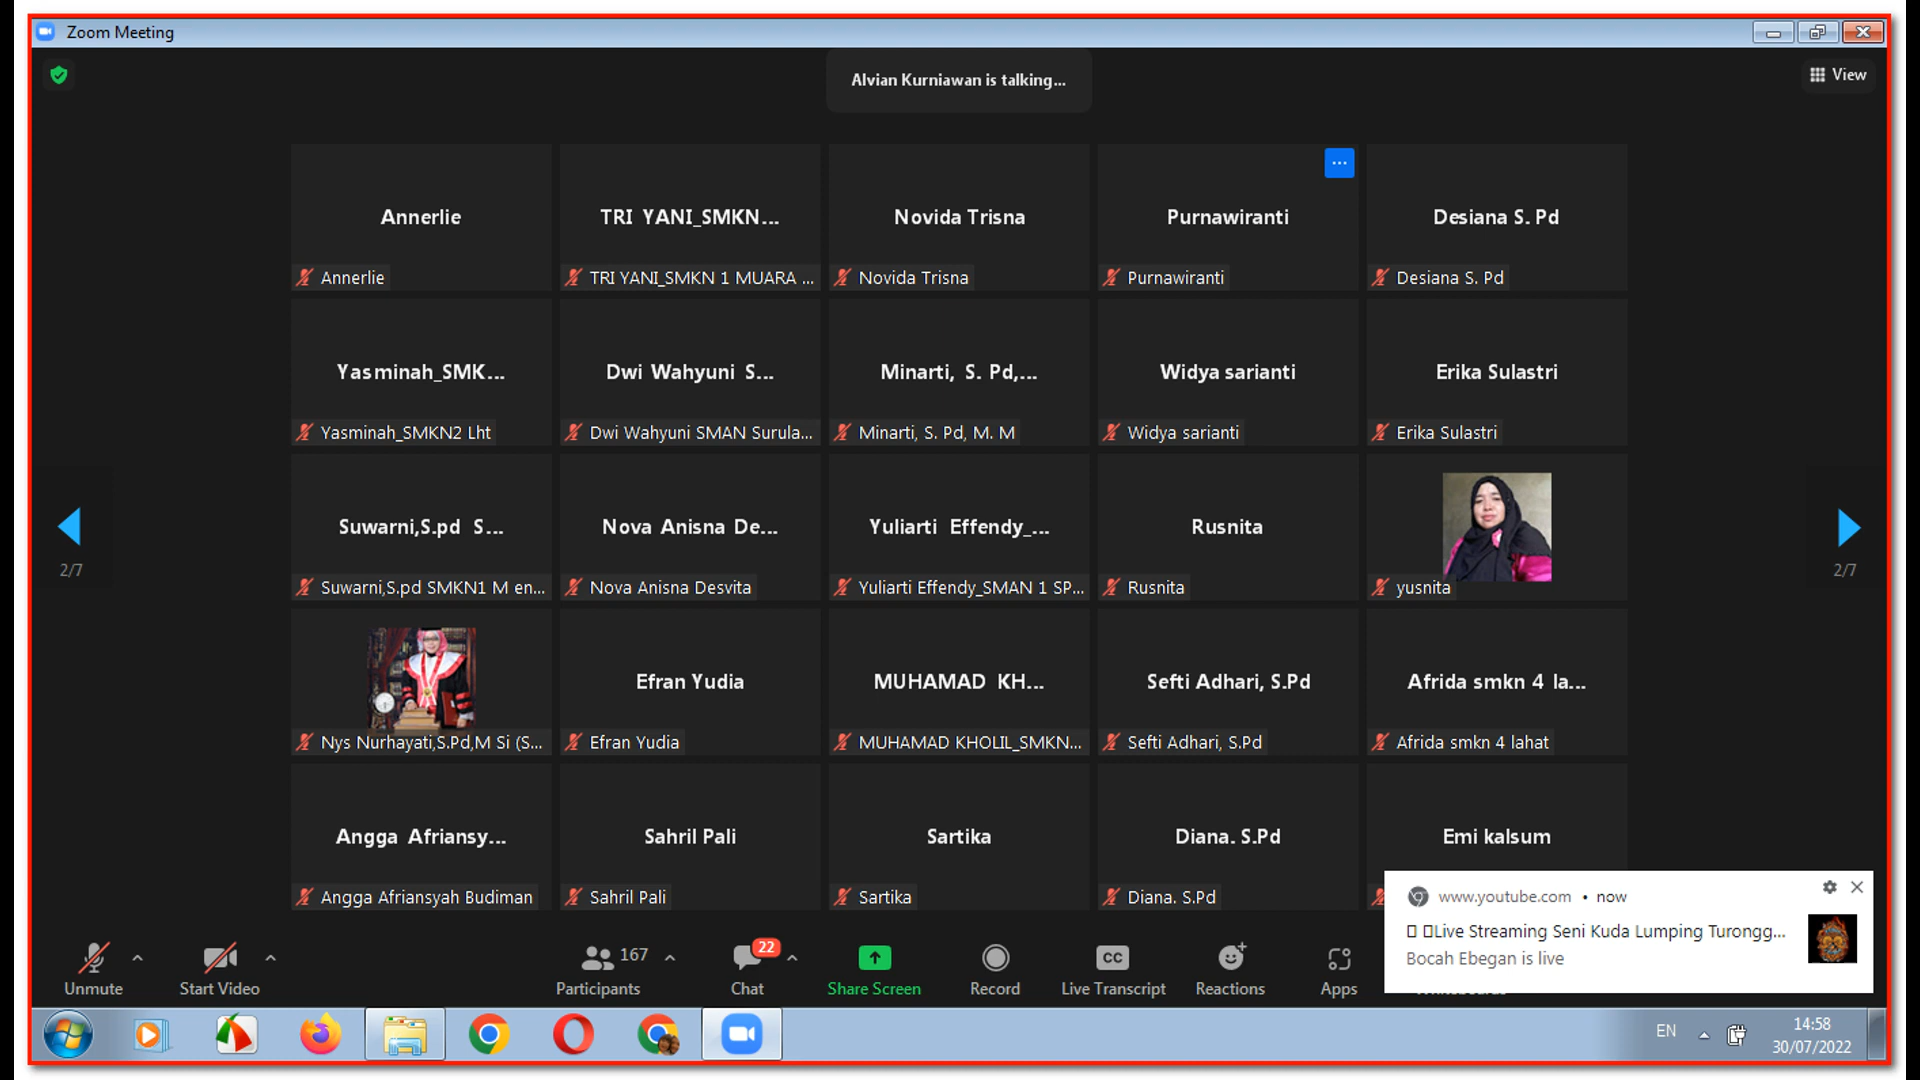 Zoom Meeting
Alvian Kurniawan is talking...
View
Annerlie
TRI YANI_SMKN...
Novida Trisna
Purnawiranti
Desiana S. Pd
Annerlie
TRI YANI_SMKN 1 MUARA ...
Novida Trisna
Purnawiranti
Desiana S. Pd
Yasminah_SMK...
Dwi Wahyuni S...
Minarti, S. Pd,...
Widya sarianti
Erika Sulastri
Yasminah_SMKN2 Lht
Dwi Wahyuni SMAN Surula...
Minarti, S. Pd, M. M
Widya sarianti
Erika Sulastri
Suwarni,S.pd S...
Nova Anisna De...
Yuliarti Effendy_...
Rusnita
2/7
2/7
Suwarni,S.pd SMKN1 M en...
Nova Anisna Desvita
Yuliarti Effendy_SMAN 1 SP...
Rusnita
yusnita
Efran Yudia
MUHAMAD KH...
Sefti Adhari, S.Pd
Afrida smkn 4 la...
Nys Nurhayati,S.Pd,M Si (S...
Efran Yudia
MUHAMAD KHOLIL_SMKN...
Sefti Adhari, S.Pd
Afrida smkn 4 lahat
Angga Afriansy...
Sahril Pali
Sartika
Diana. S.Pd
Emi kalsum
Angga Afriansyah Budiman
Sahril Pali
Sartika
Diana. S.Pd
www.youtube.com • now
Live Streaming Seni Kuda Lumping Turongg...
Bocah Ebegan is live
167
22
CC
Unmute
Start Video
Participants
Chat
Share Screen
Record
Live Transcript
Reactions
Apps
EN
14:58
30/07/2022